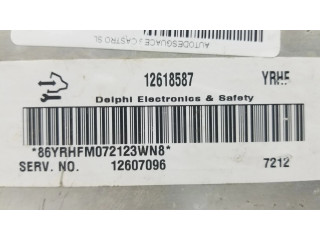 AUTODESGUACE J CASTRO SL
12618587 YRHF
Delphi Electronics & Safety
*86YRHFM072123WN8*
SERV. NO. 12607096 7212